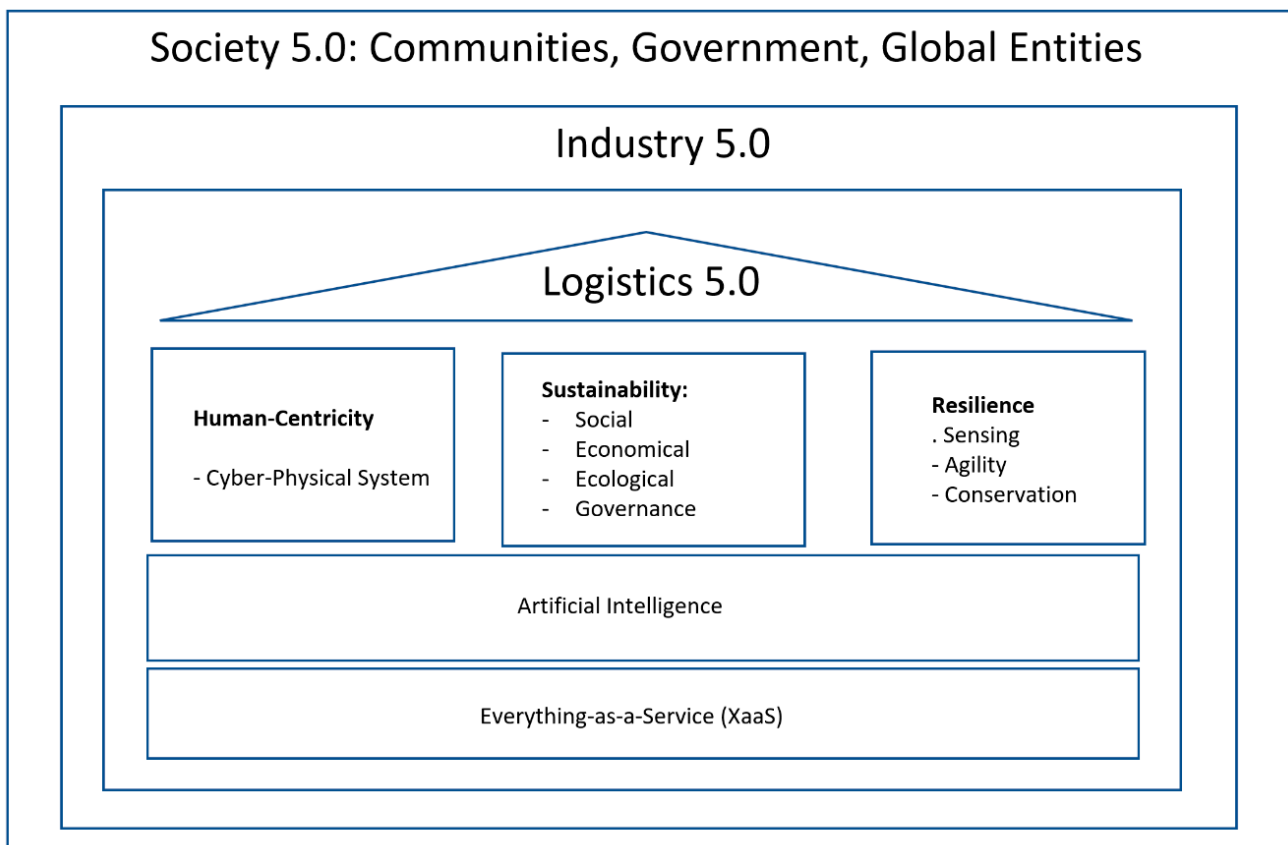 Society 5.0: Communities, Government, Global Entities
Industry 5.0
Logistics 5.0
Human-Centricity
- Cyber-Physical System
Sustainability:
- Social
- Economical
- Ecological
- Governance
Resilience
. Sensing
- Agility
- Conservation
Artificial Intelligence
Everything-as-a-Service (XaaS)